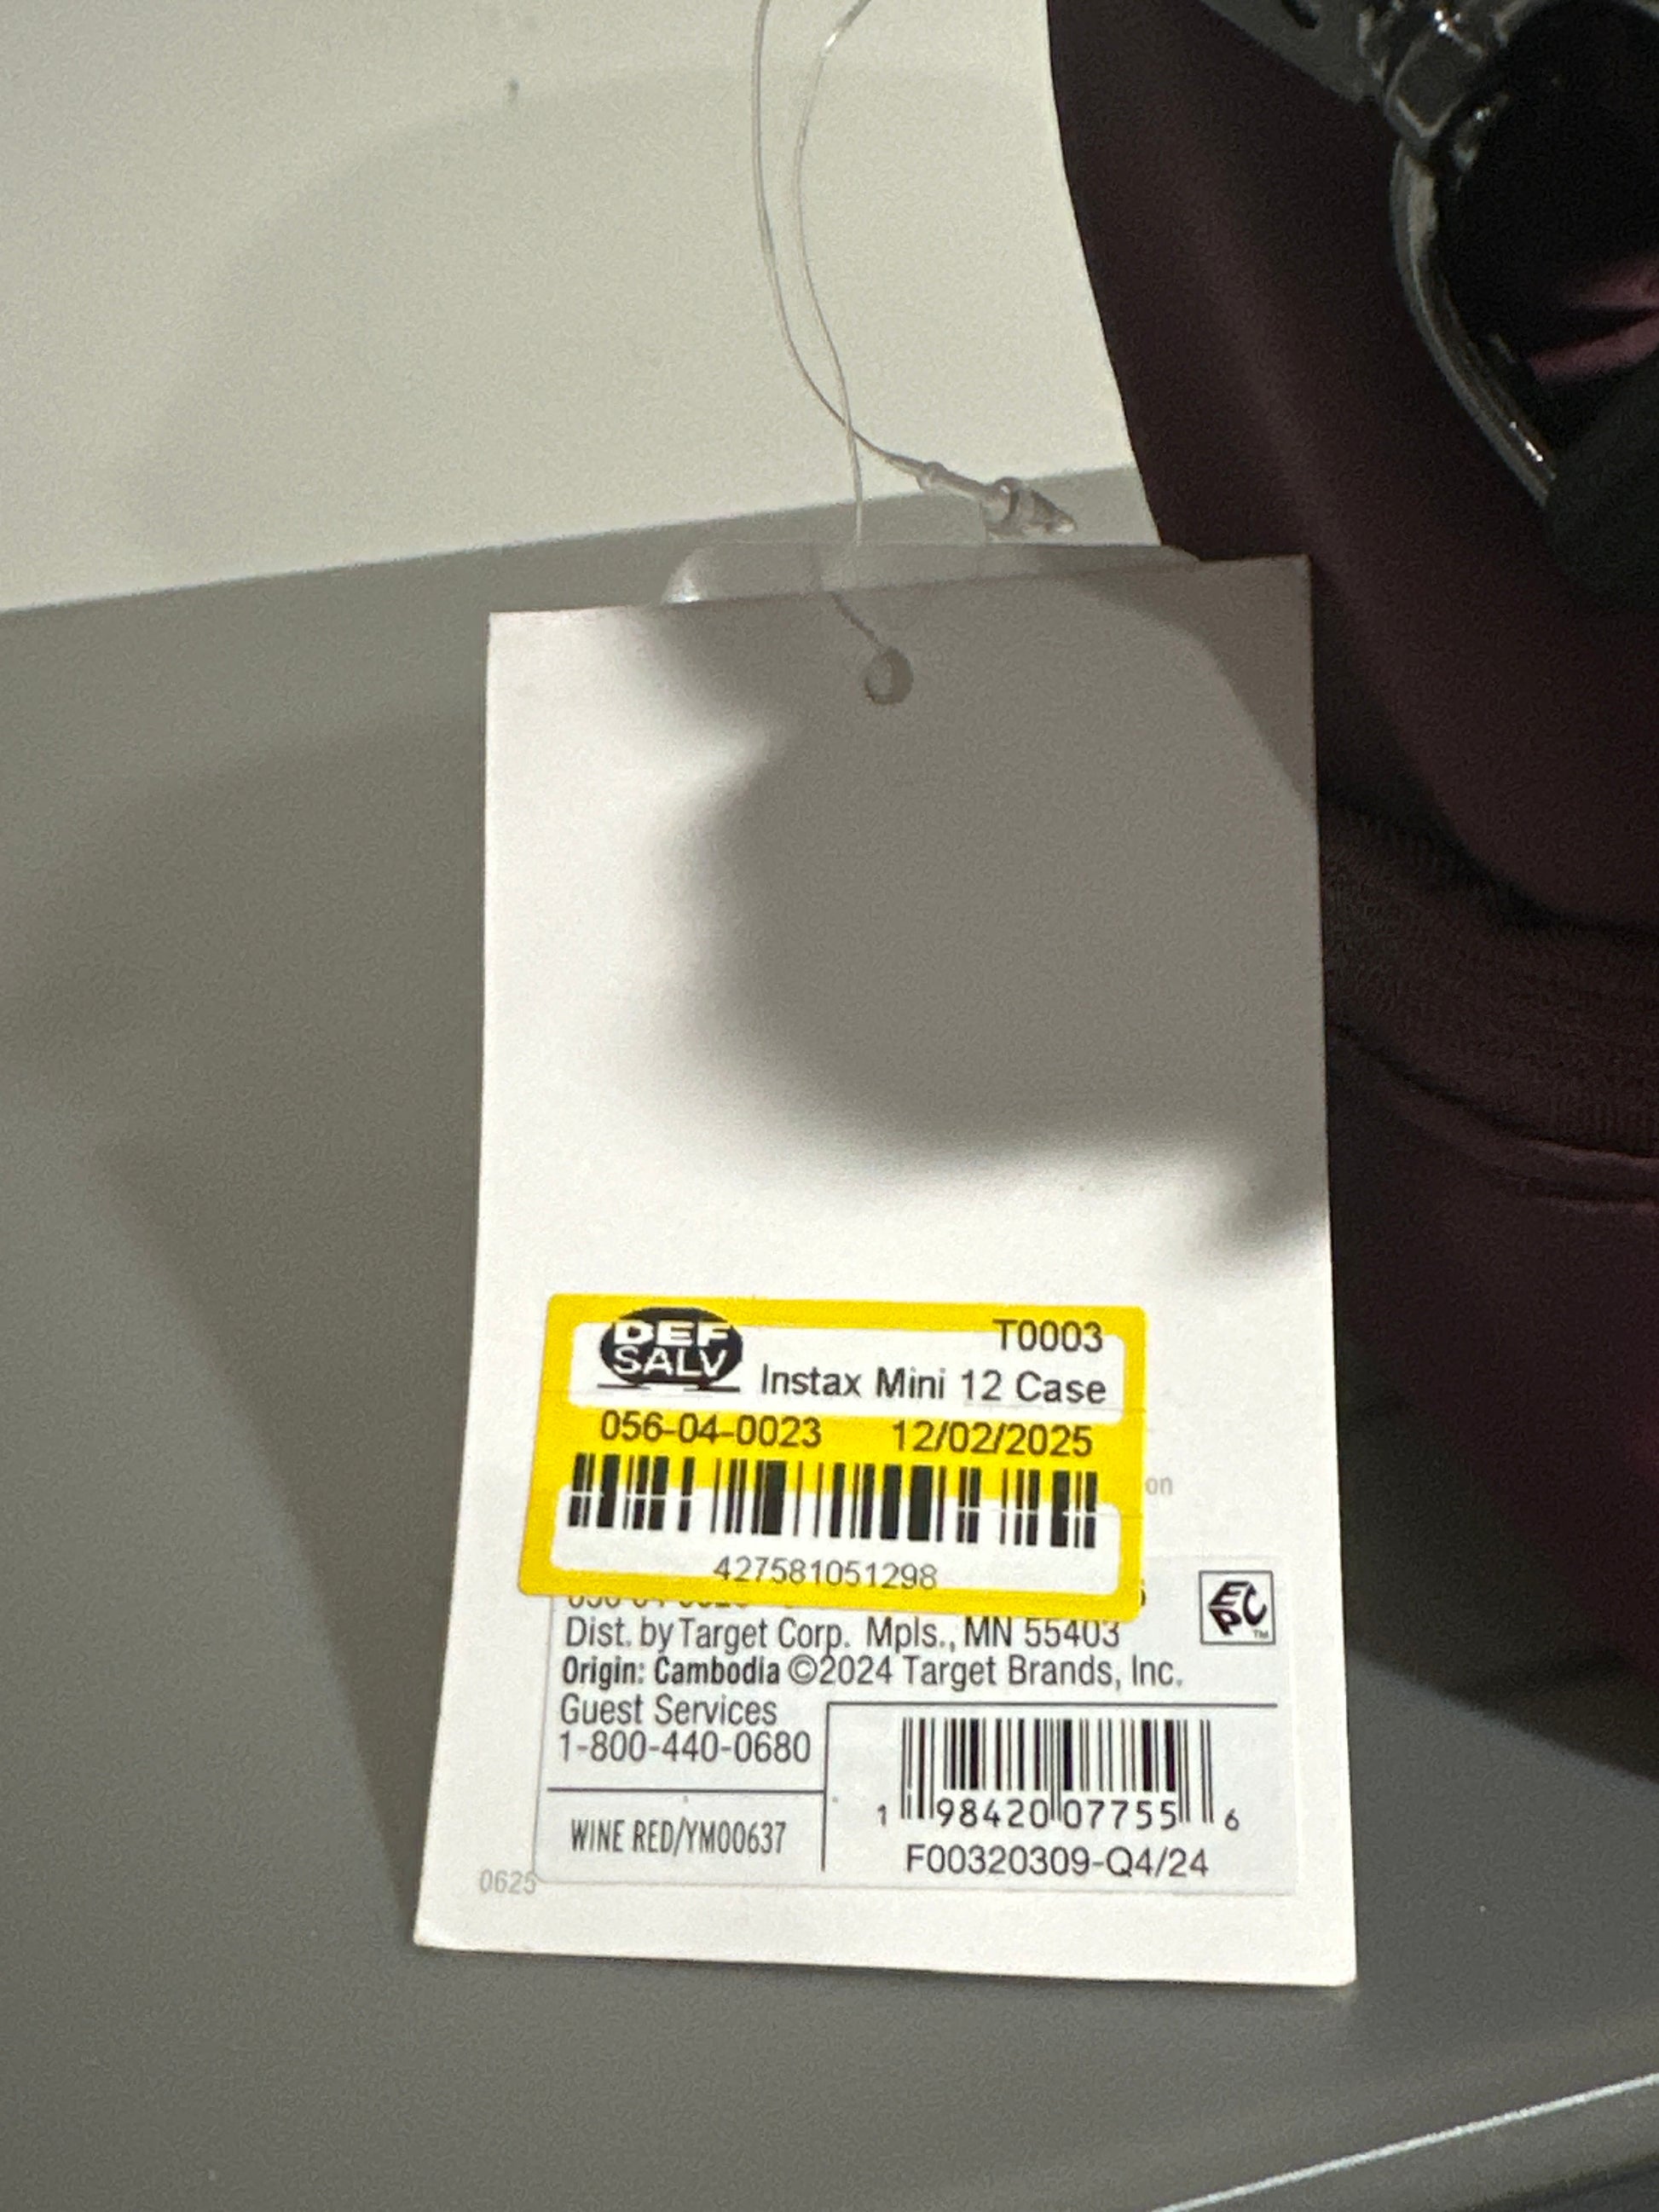 DEF
SALV
T0003
Instax Mini 12 Case
056-04-0023 12/02/2025
on
427581051298
Dist. by Target Corp. Mpls., MN 55403
Origin: Cambodia ©2024 Target Brands, Inc.
EPC™
Guest Services
1-800-440-0680
WINE RED/YM00637
1 98420 07755 6
F00320309-Q4/24
0625